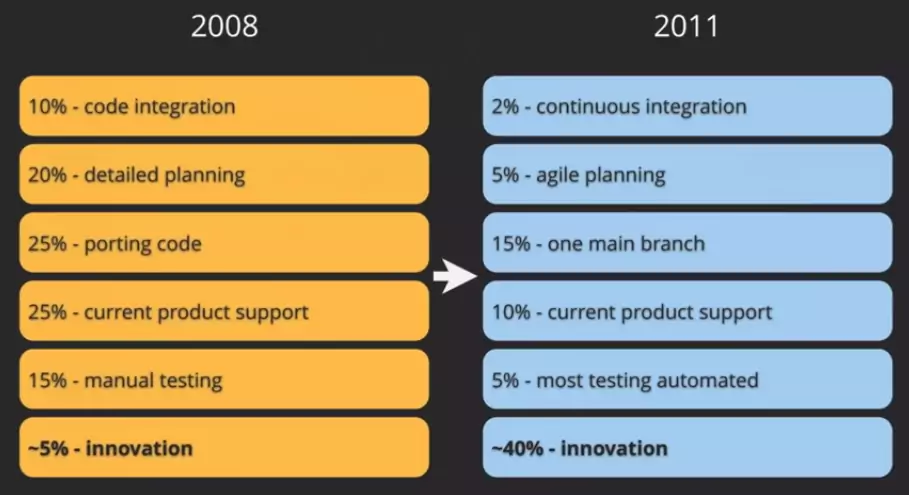 2008
10% - code integration
20% - detailed planning
25% - porting code
25% - current product support
15% - manual testing
~5% - innovation
2011
2% - continuous integration
5% - agile planning
15% - one main branch
10% - current product support
5% - most testing automated
~40% - innovation